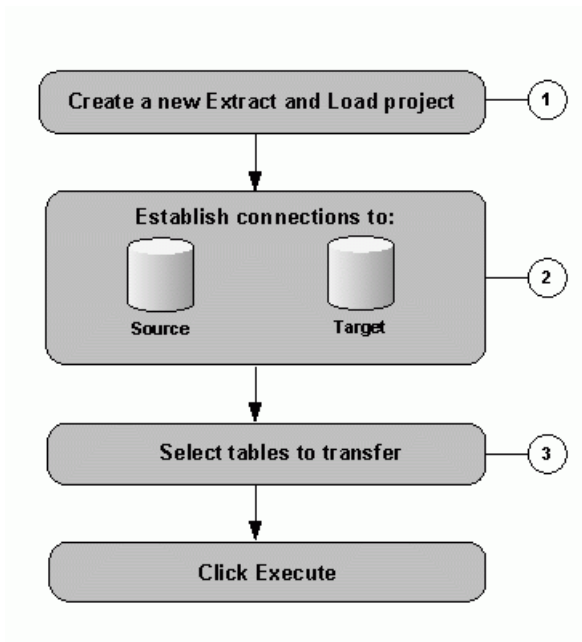 Create a new Extract and Load project
1
Establish connections to:
Source
Target
2
Select tables to transfer
3
Click Execute